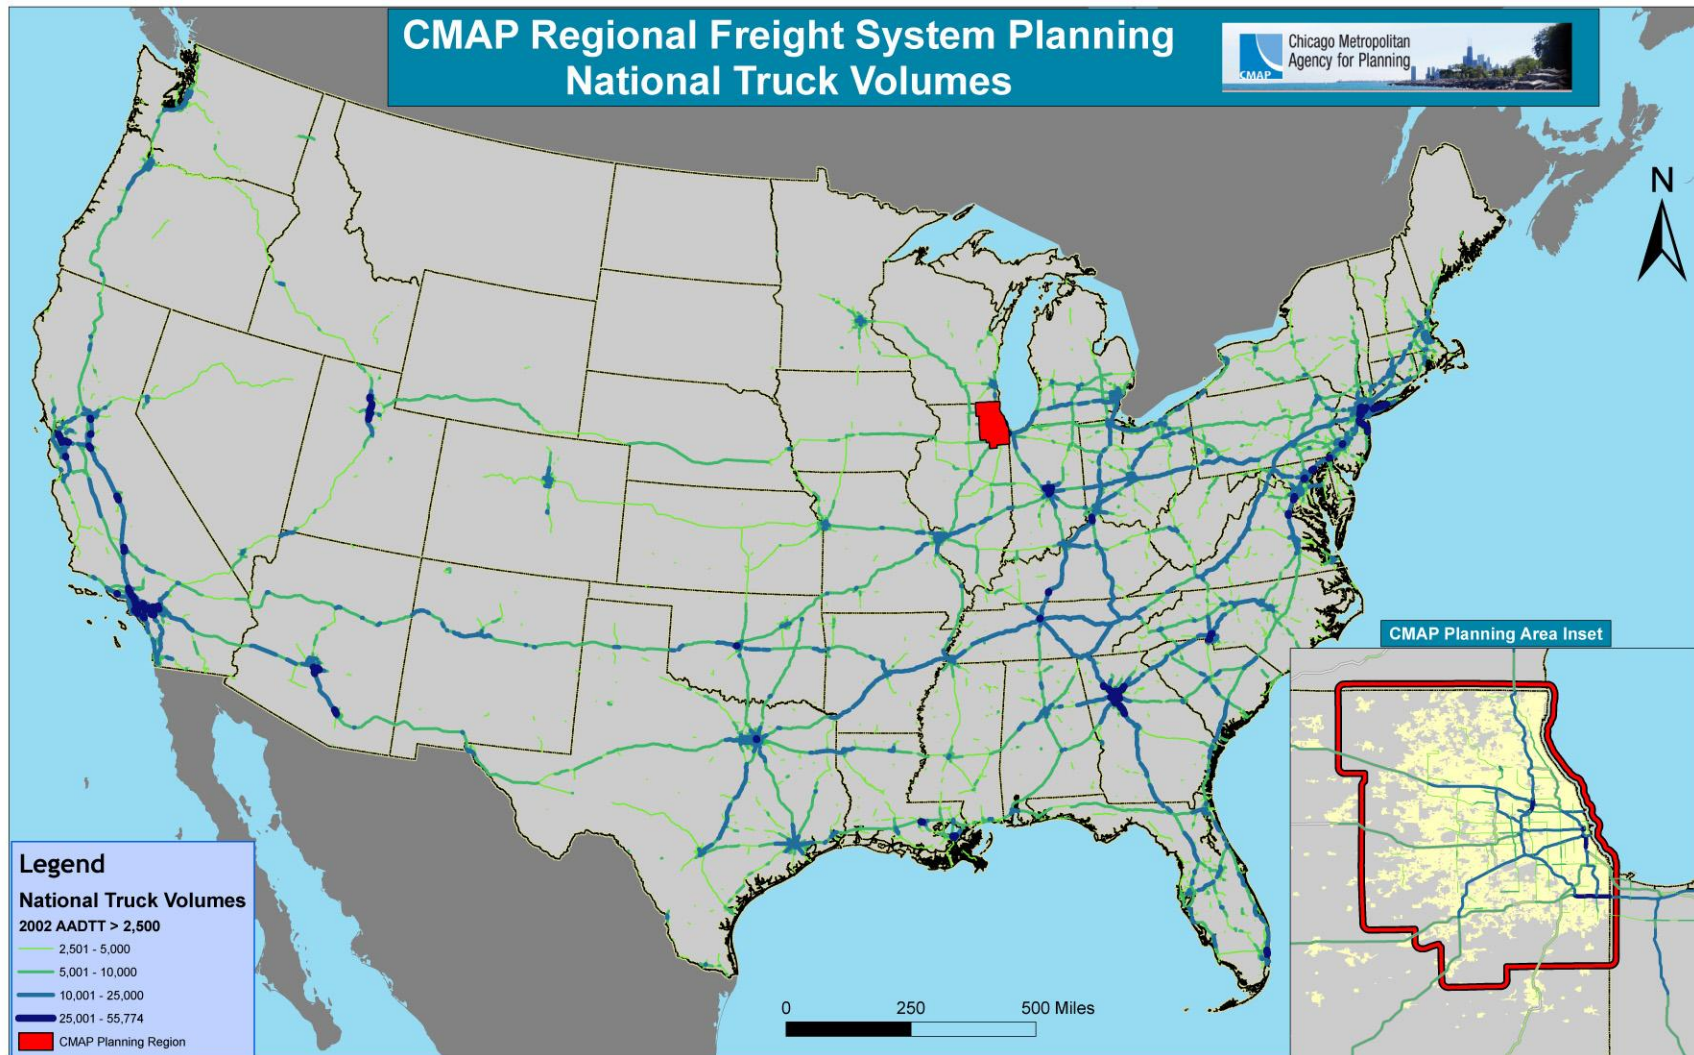 CMAP Regional Freight System Planning
National Truck Volumes
CMAP
Chicago Metropolitan
Agency for Planning
N
CMAP Planning Area Inset
Legend
National Truck Volumes
2002 AADTT > 2,500
2,501 - 5,000
5,001 - 10,000
10,001 - 25,000
25,001 - 55,774
CMAP Planning Region
0 250 500 Miles